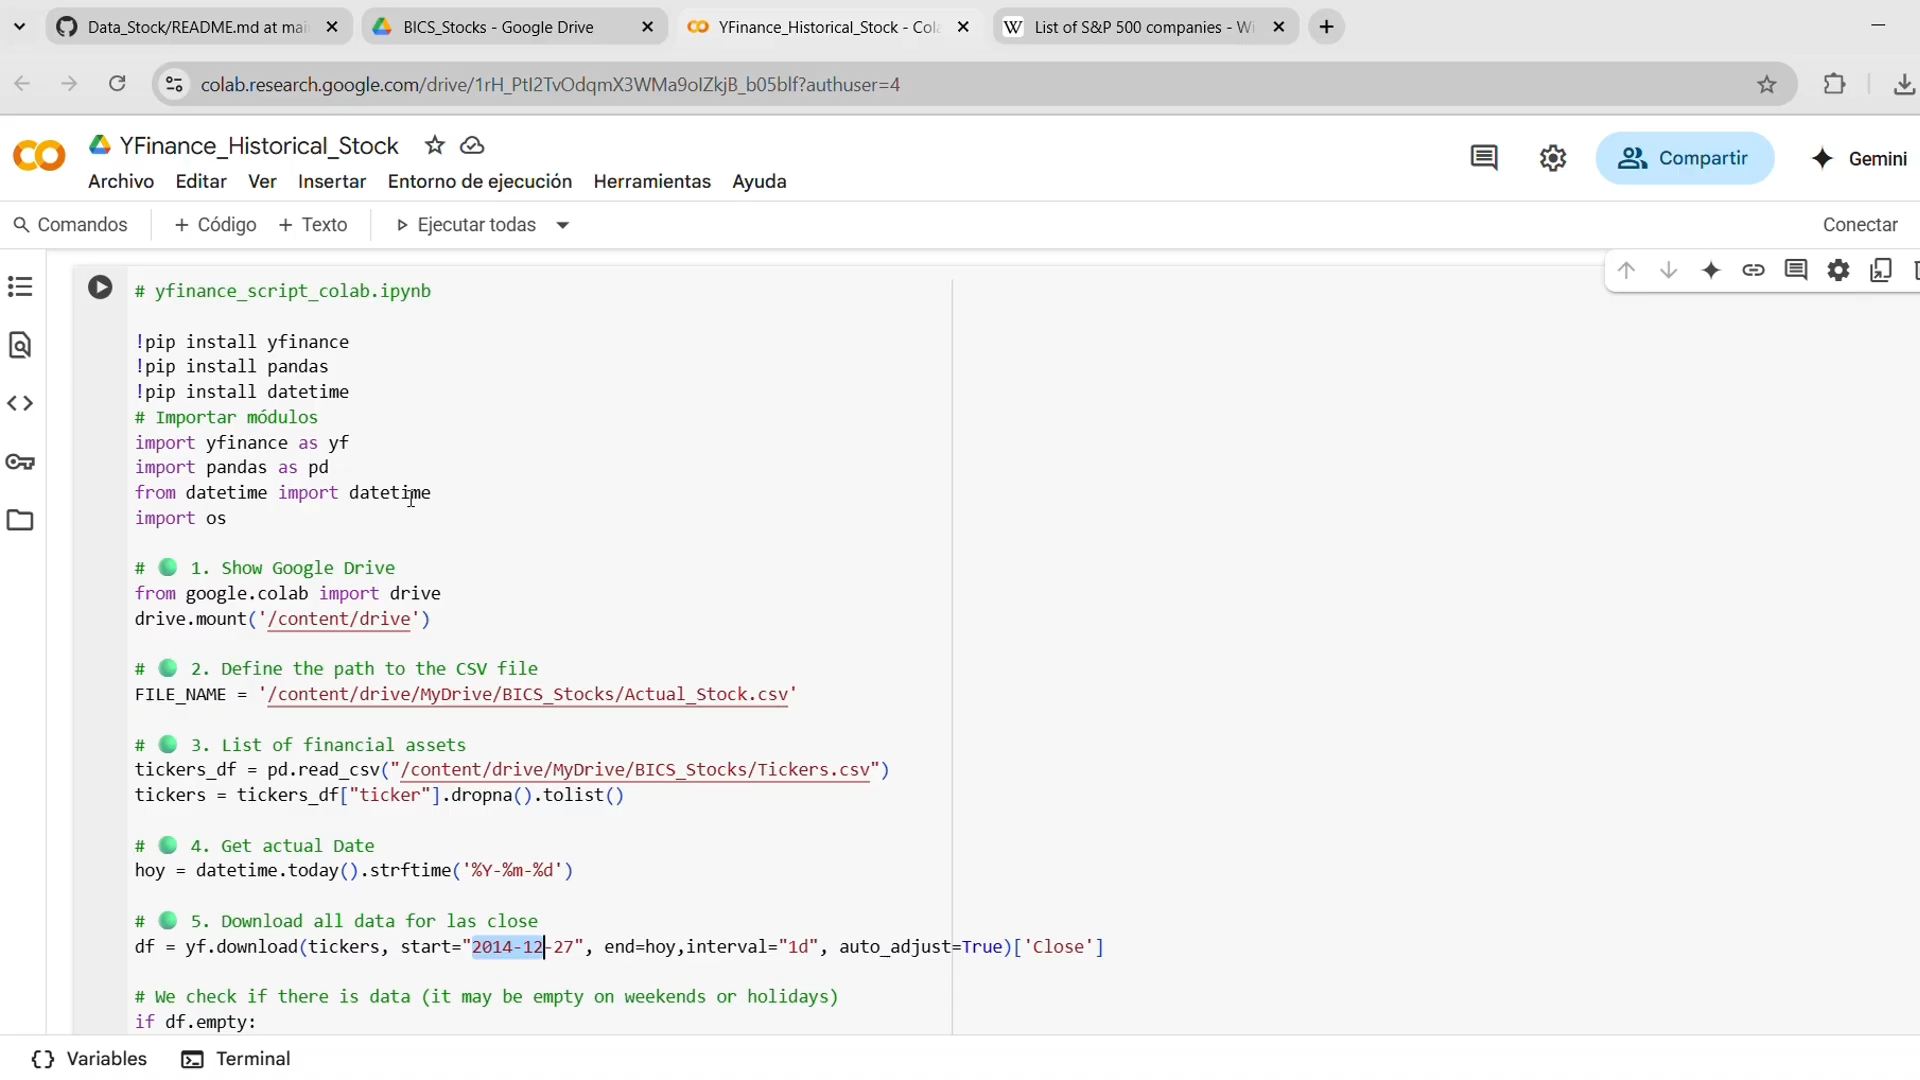 Data_Stock/README.md at mai
BICS_Stocks - Google Drive
YFinance_Historical_Stock - Cola
List of S&P 500 companies - Wi
colab.research.google.com/drive/1rH_PtI2TvOdqmX3WMa9oIZkjB_b05blf?authuser=4
YFinance_Historical_Stock
Archivo Editar Ver Insertar Entorno de ejecución Herramientas Ayuda
Compartir
Gemini
Comandos + Código + Texto Ejecutar todas
Conectar
# yfinance_script_colab.ipynb
!pip install yfinance
!pip install pandas
!pip install datetime
# Importar módulos
import yfinance as yf
import pandas as pd
from datetime import datetime
import os
# 1. Show Google Drive
from google.colab import drive
drive.mount('/content/drive')
# 2. Define the path to the CSV file
FILE_NAME = '/content/drive/MyDrive/BICS_Stocks/Actual_Stock.csv'
# 3. List of financial assets
tickers_df = pd.read_csv("/content/drive/MyDrive/BICS_Stocks/Tickers.csv")
tickers = tickers_df["ticker"].dropna().tolist()
# 4. Get actual Date
hoy = datetime.today().strftime('%Y-%m-%d')
# 5. Download all data for las close
df = yf.download(tickers, start="2014-12-27", end=hoy,interval="1d", auto_adjust=True)['Close']
# We check if there is data (it may be empty on weekends or holidays)
if df.empty:
Variables
Terminal